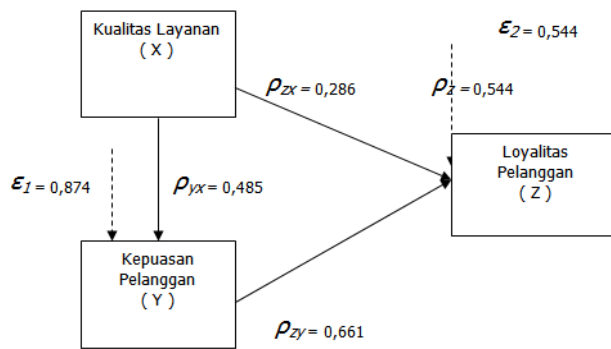 Kualitas Layanan
( X )
ε2 = 0,544
ρzx = 0,286
ρz = 0,544
Loyalitas
Pelanggan
( Z )
ε1 = 0,874
ρyx = 0,485
Kepuasan
Pelanggan
( Y )
ρzy = 0,661